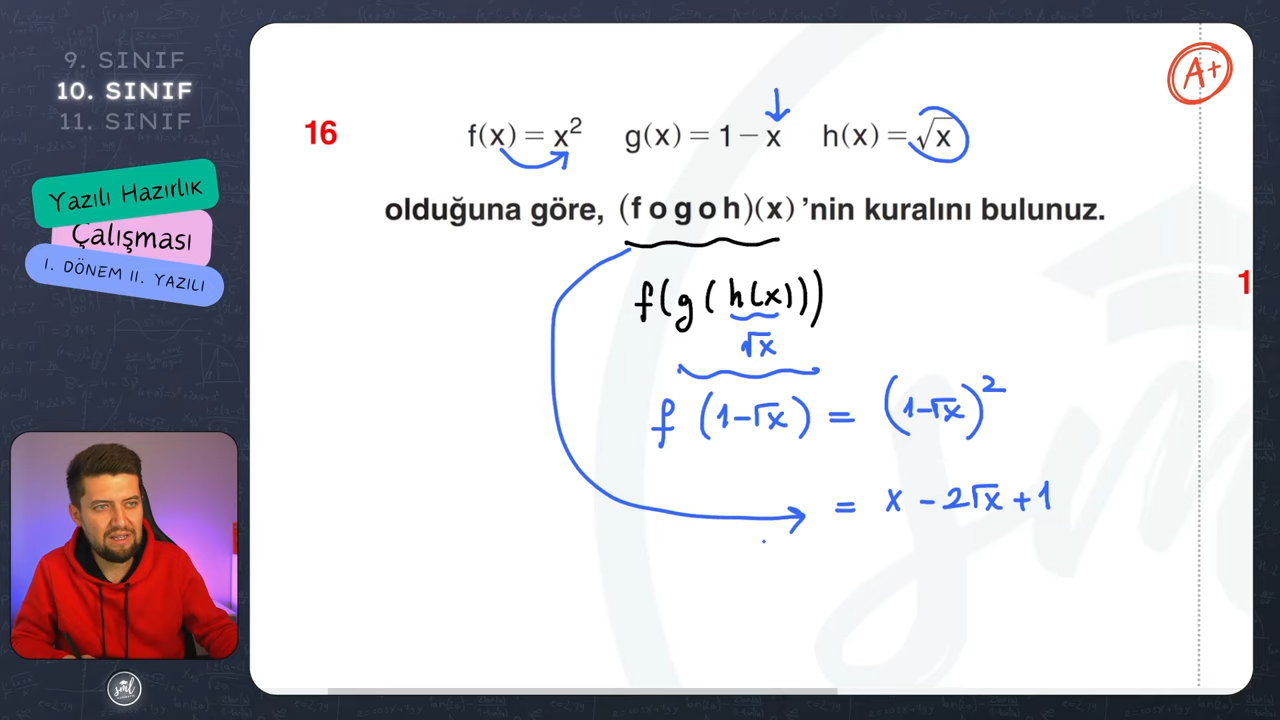 9. SINIF
10. SINIF
11. SINIF
Yazılı Hazırlık
Çalışması
I. DÖNEM II. YAZILI
A+
16 f(x) = x² g(x) = 1 − x h(x) = √x
olduğuna göre, (f o g o h)(x) 'nin kuralını bulunuz.
f(g(h(x)))
√x
f(1-√x) = (1-√x)²
= x - 2√x + 1
1
sml